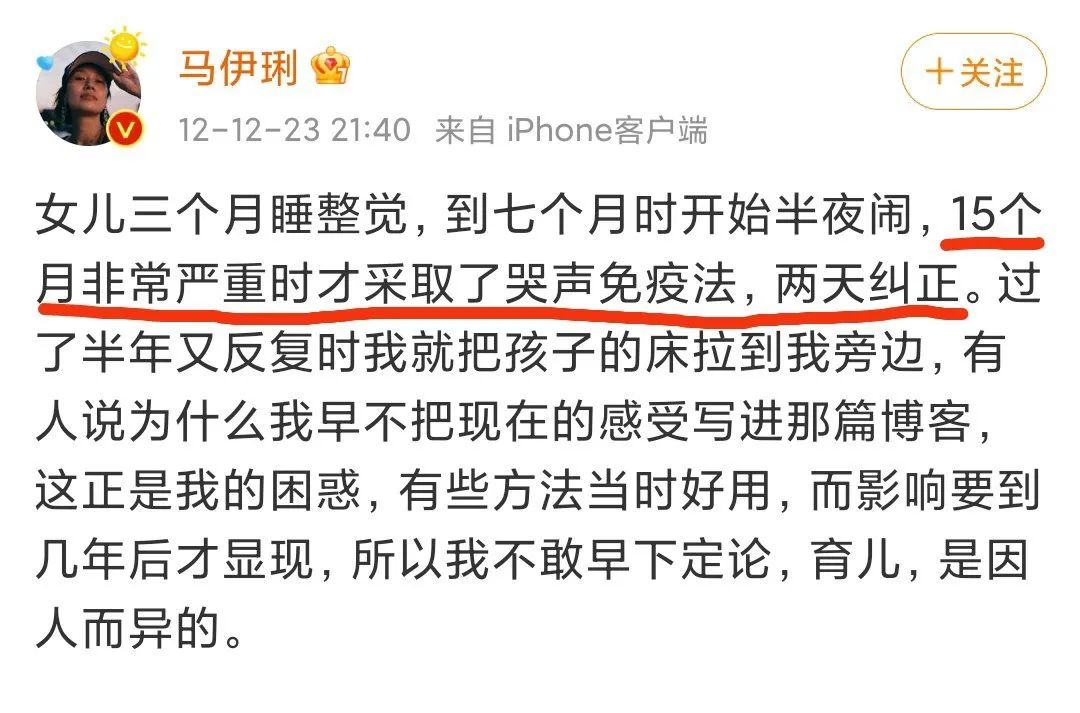 马伊琍
+关注
12-12-23 21:40 来自 iPhone客户端
女儿三个月睡整觉，到七个月时开始半夜闹，15个
月非常严重时才采取了哭声免疫法，两天纠正。过
了半年又反复时我就把孩子的床拉到我旁边，有
人说为什么我早不把现在的感受写进那篇博客，
这正是我的困惑，有些方法当时好用，而影响要到
几年后才显现，所以我不敢早下定论，育儿，是因
人而异的。